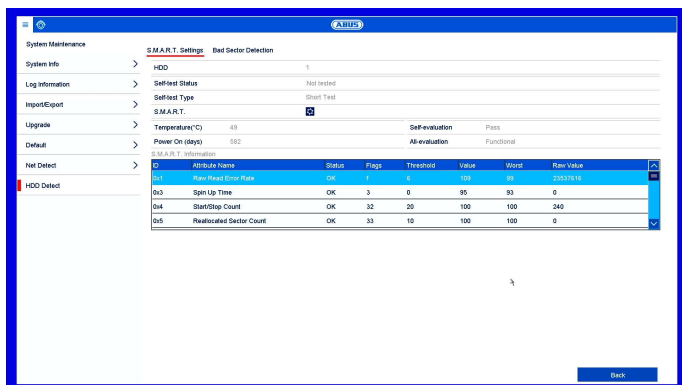 ABUS
System Maintenance
System Info
Log Information
Import/Export
Upgrade
Default
Net Detect
HDD Detect
S.M.A.R.T. Settings Bad Sector Detection
HDD 1
Self-test Status Not tested
Self-test Type Short Test
S.M.A.R.T.
Temperature(°C) 49 Self-evaluation Pass
Power On (days) 582 All-evaluation Functional
S.M.A.R.T. Information
ID Attribute Name Status Flags Threshold Value Worst Raw Value
0x1 Raw Read Error Rate OK f 6 109 99 23537616
0x3 Spin Up Time OK 3 0 95 93 0
0x4 Start/Stop Count OK 32 20 100 100 240
0x5 Reallocated Sector Count OK 33 10 100 100 0
Back